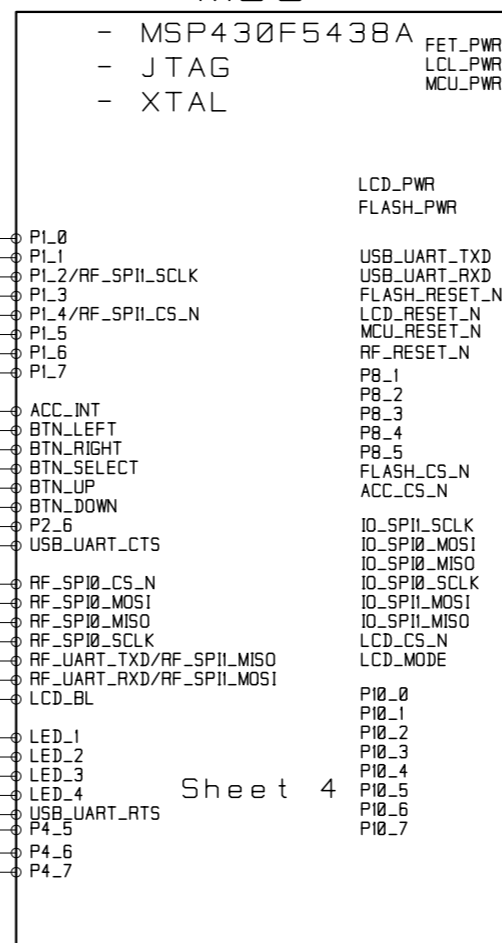 - MSP430F5438A
- JTAG
- XTAL
FET_PWR
LCL_PWR
MCU_PWR
LCD_PWR
FLASH_PWR
P1_0
P1_1
P1_2/RF_SPI1_SCLK
P1_3
P1_4/RF_SPI1_CS_N
P1_5
P1_6
P1_7
ACC_INT
BTN_LEFT
BTN_RIGHT
BTN_SELECT
BTN_UP
BTN_DOWN
P2_6
USB_UART_CTS
RF_SPI0_CS_N
RF_SPI0_MOSI
RF_SPI0_MISO
RF_SPI0_SCLK
RF_UART_TXD/RF_SPI1_MISO
RF_UART_RXD/RF_SPI1_MOSI
LCD_BL
LED_1
LED_2
LED_3
LED_4
USB_UART_RTS
P4_5
P4_6
P4_7
USB_UART_TXD
USB_UART_RXD
FLASH_RESET_N
LCD_RESET_N
MCU_RESET_N
RF_RESET_N
P8_1
P8_2
P8_3
P8_4
P8_5
FLASH_CS_N
ACC_CS_N
IO_SPI1_SCLK
IO_SPI0_MOSI
IO_SPI0_MISO
IO_SPI0_SCLK
IO_SPI1_MOSI
IO_SPI1_MISO
LCD_CS_N
LCD_MODE
P10_0
P10_1
P10_2
P10_3
P10_4
P10_5
P10_6
P10_7
Sheet 4